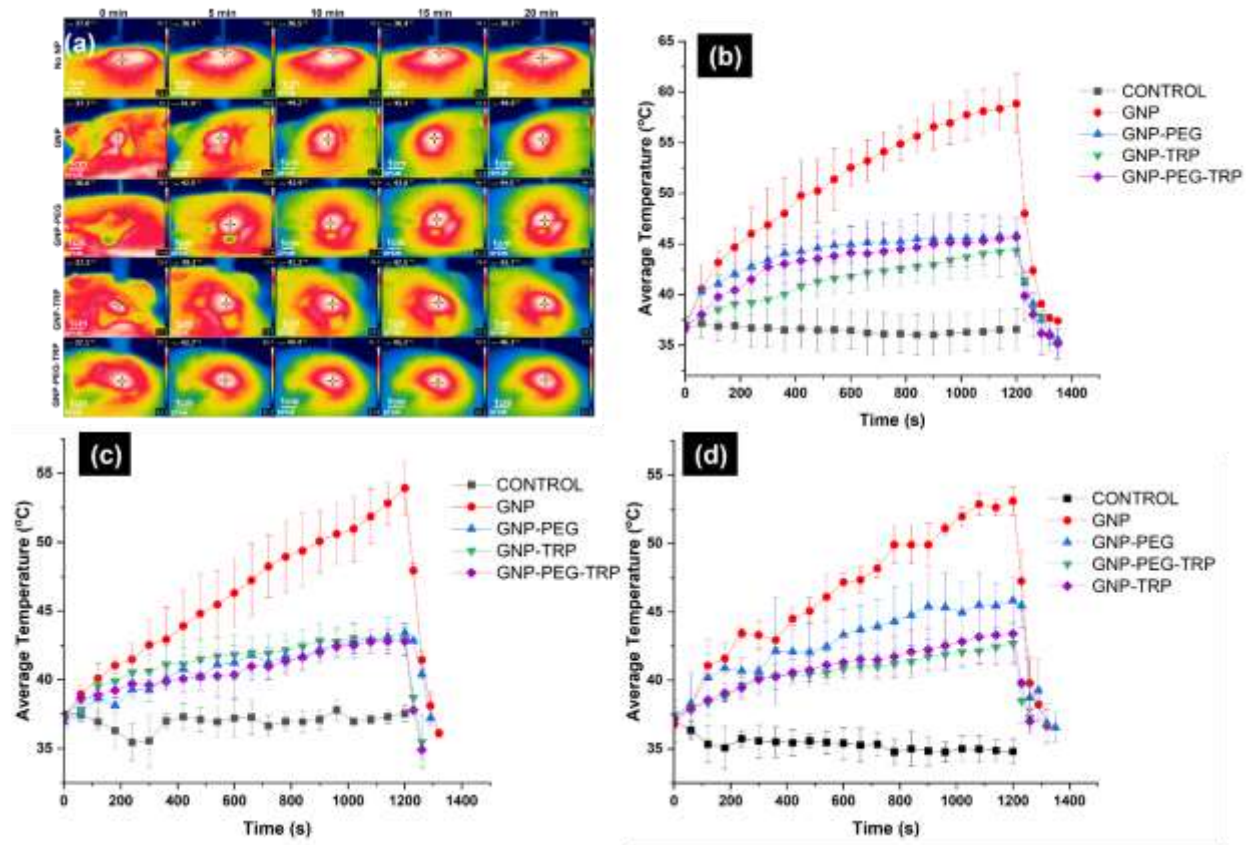 0 min 5 min 10 min 15 min 20 min
(a)
No NP
GNP
GNP-PEG
GNP-TRP
GNP-PEG-TRP
(b)
65
60
55
50
45
40
35
Average Temperature (°C)
0 200 400 600 800 1000 1200 1400
Time (s)
CONTROL
GNP
GNP-PEG
GNP-TRP
GNP-PEG-TRP
(c)
55
50
45
40
35
Average Temperature (°C)
0 200 400 600 800 1000 1200 1400
Time (s)
CONTROL
GNP
GNP-PEG
GNP-TRP
GNP-PEG-TRP
(d)
55
50
45
40
35
Average Temperature (°C)
0 200 400 600 800 1000 1200 1400
Time (s)
CONTROL
GNP
GNP-PEG
GNP-PEG-TRP
GNP-TRP